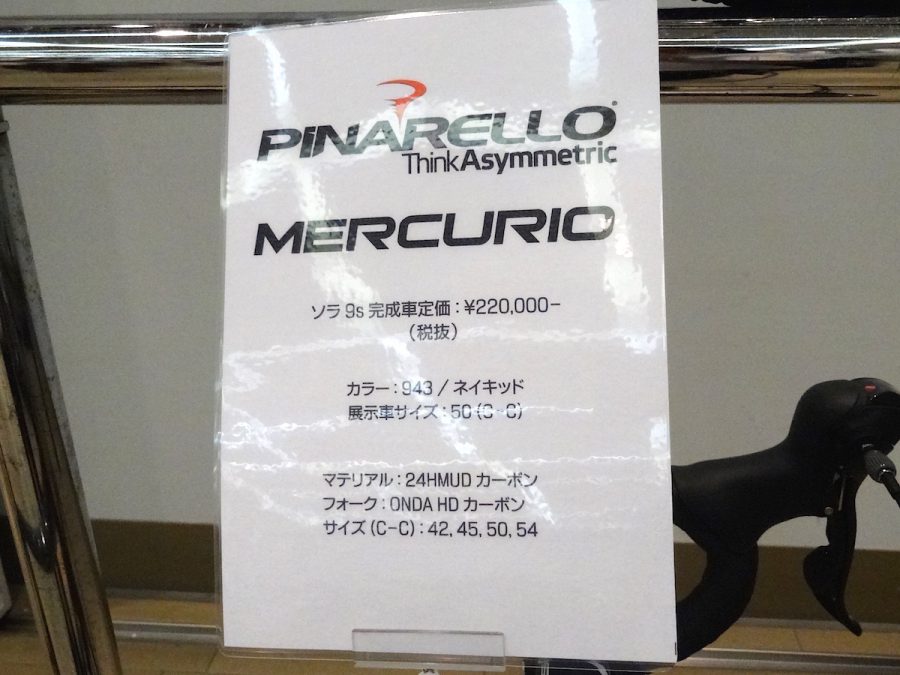 PINARELLO
ThinkAsymmetric
MERCURIO
ソラ 9s 完成車定価：¥220,000-
（税抜）
カラー：943 / ネイキッド
展示車サイズ：50（C-C）
マテリアル：24HMUD カーボン
フォーク：ONDA HD カーボン
サイズ（C-C）：42, 45, 50, 54